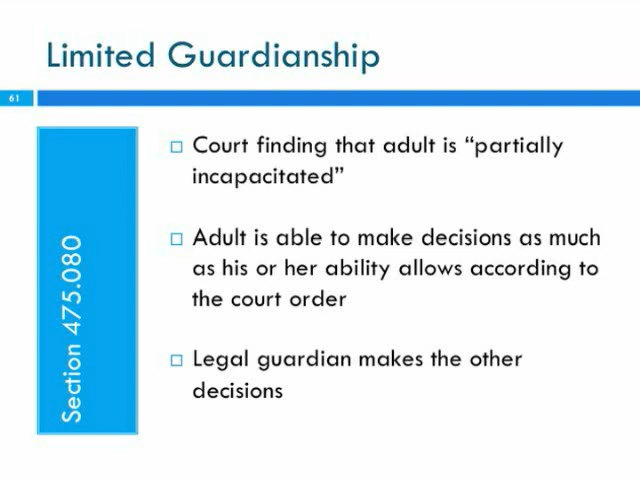 Limited Guardianship
61
Section 475.080
□ Court finding that adult is “partially
incapacitated”
□ Adult is able to make decisions as much
as his or her ability allows according to
the court order
□ Legal guardian makes the other
decisions